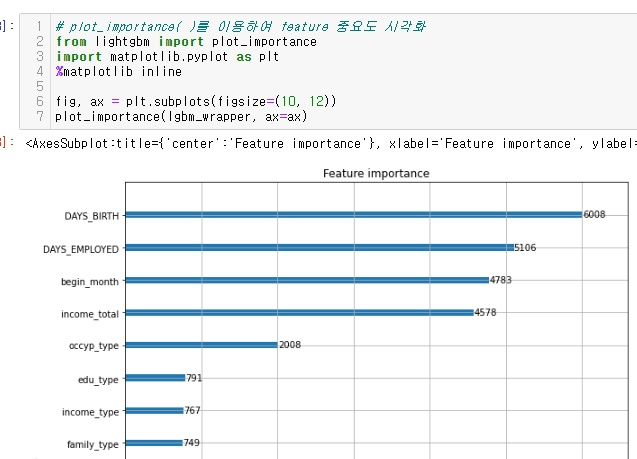 ]:
1 # plot_importance( )를 이용하여 feature 중요도 시각화
2 from lightgbm import plot_importance
3 import matplotlib.pyplot as plt
4 %matplotlib inline
5
6 fig, ax = plt.subplots(figsize=(10, 12))
7 plot_importance(lgbm_wrapper, ax=ax)
]: <AxesSubplot:title={'center':'Feature importance'}, xlabel='Feature importance', ylabel=
Feature importance
DAYS_BIRTH 6008
DAYS_EMPLOYED 5106
begin_month 4783
income_total 4578
occyp_type 2008
edu_type 791
income_type 767
family_type 749